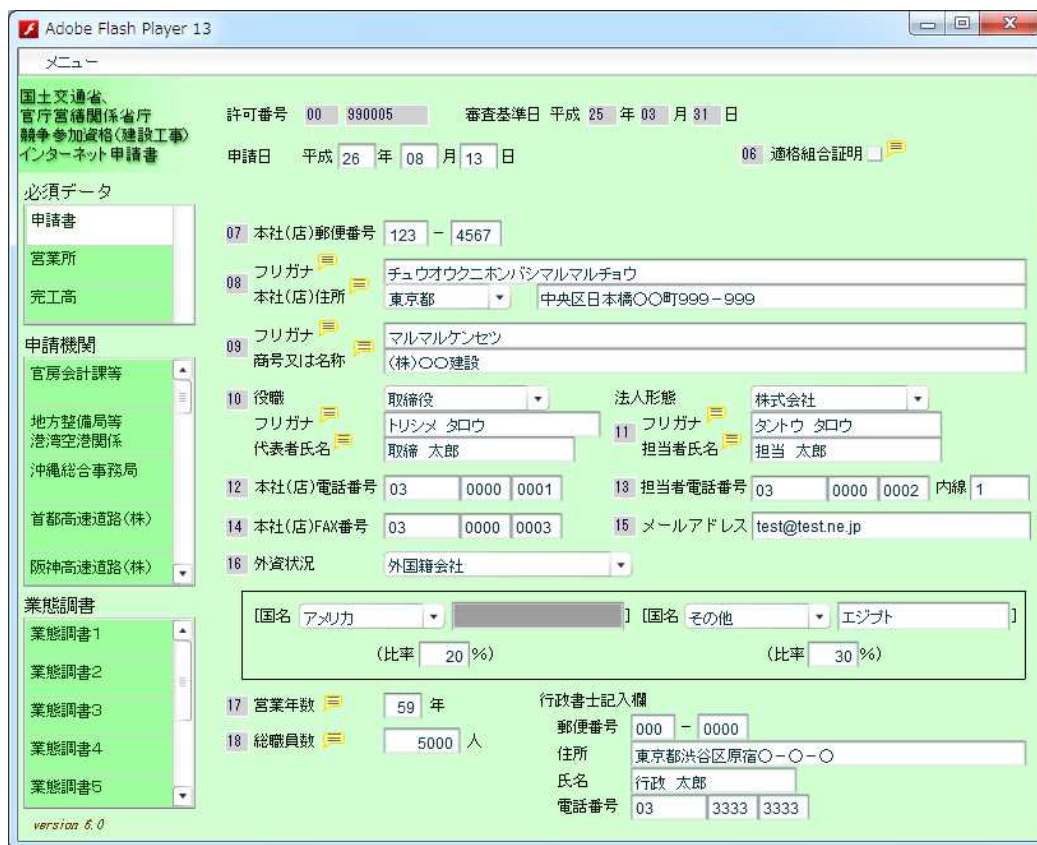 Adobe Flash Player 13
メニュー
国土交通省、
官庁営繕関係省庁
競争参加資格(建設工事)
インターネット申請書
必須データ
申請書
営業所
完工高
申請機関
官房会計課等
地方整備局等
港湾空港関係
沖縄総合事務局
首都高速道路(株)
阪神高速道路(株)
業態調書
業態調書1
業態調書2
業態調書3
業態調書4
業態調書5
version 6.0
許可番号 00 990005 審査基準日 平成 25 年 03 月 31 日
申請日 平成 26 年 08 月 13 日 06 適格組合証明
07 本社(店)郵便番号 123 - 4567
08 フリガナ チュウオウクニホンバシマルマルチョウ
本社(店)住所 東京都 中央区日本橋〇〇町999-999
09 フリガナ マルマルケンセツ
商号又は名称 (株)〇〇建設
10 役職 取締役 法人形態 株式会社
フリガナ トリシメ タロウ 11 フリガナ タントウ タロウ
代表者氏名 取締 太郎 担当者氏名 担当 太郎
12 本社(店)電話番号 03 0000 0001 13 担当者電話番号 03 0000 0002 内線 1
14 本社(店)FAX番号 03 0000 0003 15 メールアドレス test@test.ne.jp
16 外資状況 外国籍会社
[国名 アメリカ ] [国名 その他 エジプト ]
(比率 20 %) (比率 30 %)
17 営業年数 59 年 行政書士記入欄
郵便番号 000 - 0000
18 総職員数 5000 人
住所 東京都渋谷区原宿〇-〇-〇
氏名 行政 太郎
電話番号 03 3333 3333